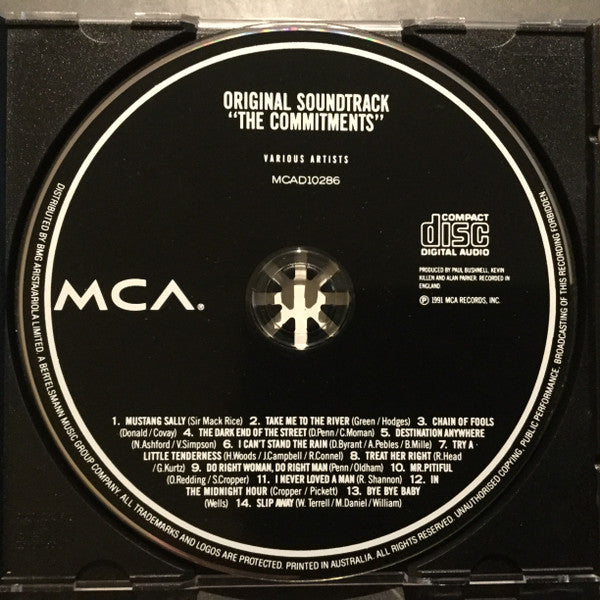 ORIGINAL SOUNDTRACK
"THE COMMITMENTS"
VARIOUS ARTISTS
MCAD10286
COMPACT
disc
DIGITAL AUDIO
PRODUCED BY PAUL BUSHNELL, KEVIN
KILLEN AND ALAN PARKER. RECORDED IN
ENGLAND.
Ⓟ 1991 MCA RECORDS, INC.
MCA.
1. MUSTANG SALLY (Sir Mack Rice) 2. TAKE ME TO THE RIVER (Green / Hodges) 3. CHAIN OF FOOLS
(Donald / Covay) 4. THE DARK END OF THE STREET (D.Penn / C.Moman) 5. DESTINATION ANYWHERE
(N.Ashford / V.Simpson) 6. I CAN'T STAND THE RAIN (D.Bryant / A.Pebles / B.Mille) 7. TRY A
LITTLE TENDERNESS (H.Woods / J.Campbell / R.Connel) 8. TREAT HER RIGHT (R.Head
/ G.Kurtz) 9. DO RIGHT WOMAN, DO RIGHT MAN (Penn / Oldham) 10. MR.PITIFUL
(O.Redding / S.Cropper) 11. I NEVER LOVED A MAN (R. Shannon) 12. IN
THE MIDNIGHT HOUR (Cropper / Pickett) 13. BYE BYE BABY
(Wells) 14. SLIP AWAY (W. Terrell / M.Daniel / William)
DISTRIBUTED BY BMG ARISTA/ARIOLA LIMITED. A BERTELSMANN MUSIC GROUP COMPANY. ALL TRADEMARKS AND LOGOS ARE PROTECTED. PRINTED IN AUSTRALIA. ALL RIGHTS RESERVED. UNAUTHORISED COPYING, PUBLIC PERFORMANCE, BROADCASTING OF THIS RECORDING FORBIDDEN.